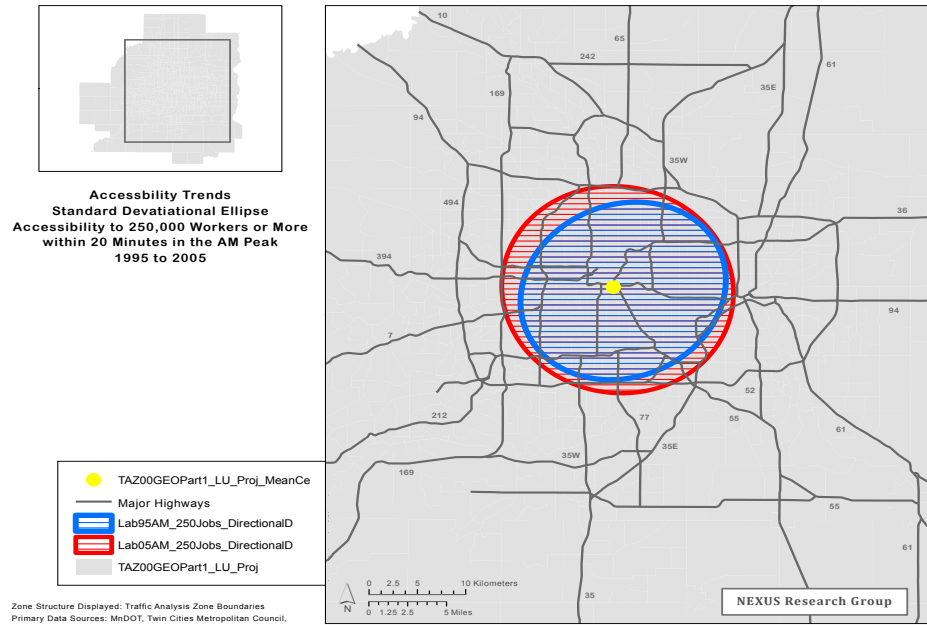 Accessbility Trends
Standard Devatiational Ellipse
Accessibility to 250,000 Workers or More
within 20 Minutes in the AM Peak
1995 to 2005
TAZ00GEOPart1_LU_Proj_MeanCe
Major Highways
Lab95AM_250Jobs_DirectionalD
Lab05AM_250Jobs_DirectionalD
TAZ00GEOPart1_LU_Proj
Zone Structure Displayed: Traffic Analysis Zone Boundaries
Primary Data Sources: MnDOT, Twin Cities Metropolitan Council,
10
65
242
61
35E
169
94
35W
494
36
394
94
7
52
77
55
212
61
35E
35W
169
55
61
35
N
0 2.5 5 10 Kilometers
0 1.25 2.5 5 Miles
NEXUS Research Group